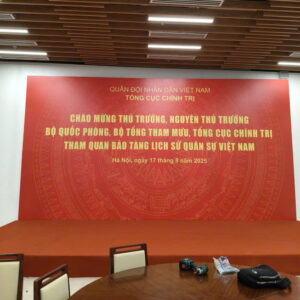 QUÂN ĐỘI NHÂN DÂN VIỆT NAM
TỔNG CỤC CHÍNH TRỊ
CHÀO MỪNG THỦ TRƯỞNG, NGUYÊN THỦ TRƯỞNG
BỘ QUỐC PHÒNG, BỘ TỔNG THAM MƯU, TỔNG CỤC CHÍNH TRỊ
THAM QUAN BẢO TÀNG LỊCH SỬ QUÂN SỰ VIỆT NAM
Hà Nội, ngày 17 tháng 9 năm 2025